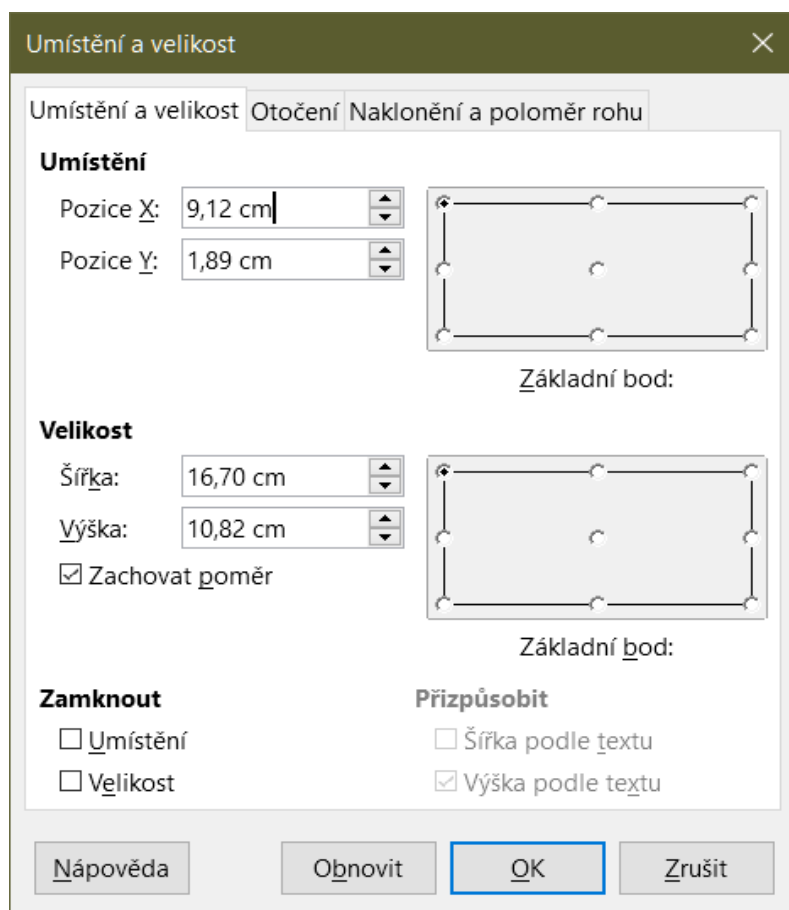 Umístění a velikost
Umístění a velikost Otočení Naklonění a poloměr rohu
Umístění
Pozice X: 9,12 cm
Pozice Y: 1,89 cm
Základní bod:
Velikost
Šířka: 16,70 cm
Výška: 10,82 cm
Zachovat poměr
Základní bod:
Zamknout Přizpůsobit
Umístění Šířka podle textu
Velikost Výška podle textu
Nápověda Obnovit OK Zrušit